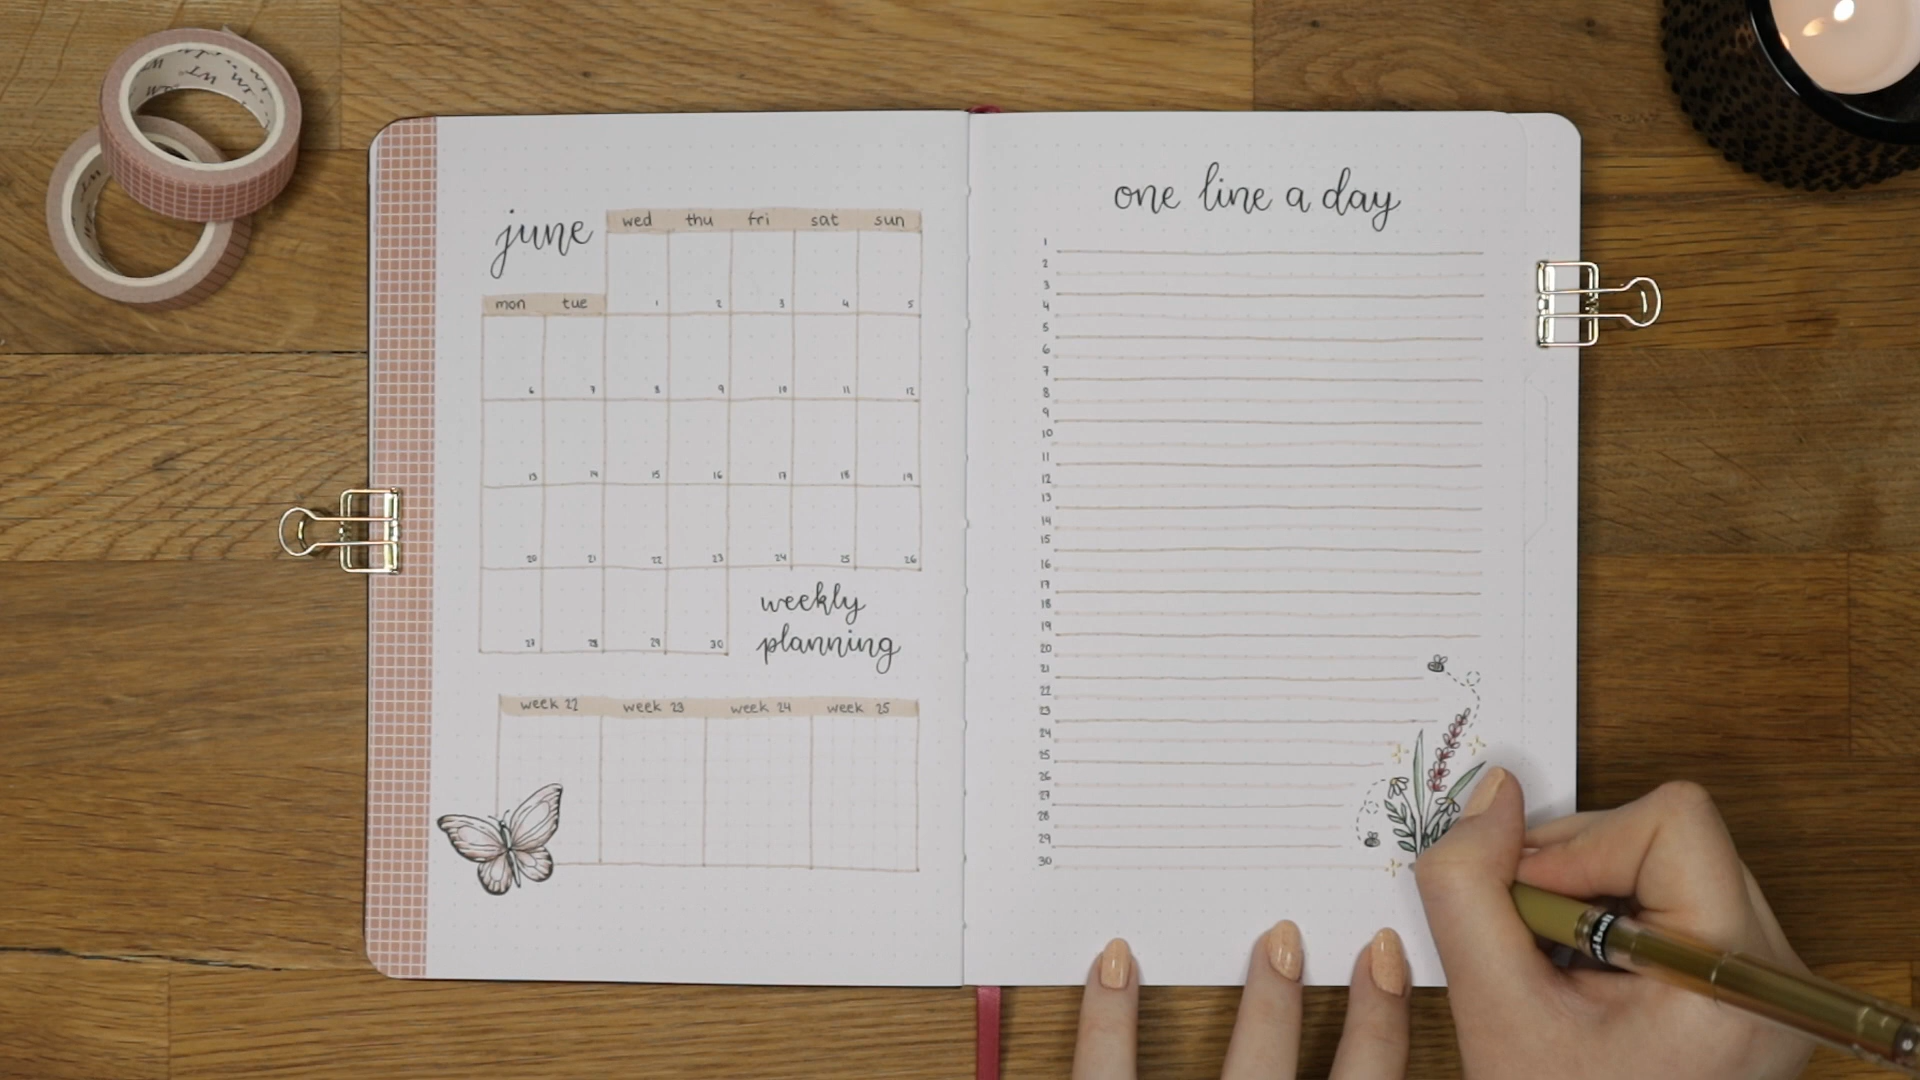 june
wed thu fri sat sun
1 2 3 4 5
mon tue
6 7 8 9 10 11 12
13 14 15 16 17 18 19
20 21 22 23 24 25 26
27 28 29 30
weekly
planning
week 22 week 23 week 24 week 25
one line a day
1
2
3
4
5
6
7
8
9
10
11
12
13
14
15
16
17
18
19
20
21
22
23
24
25
26
27
28
29
30